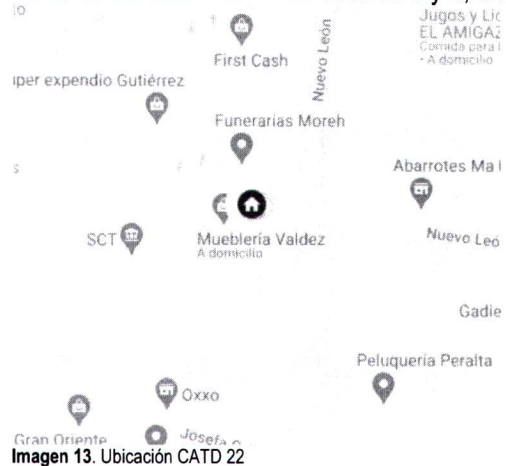 Jugos y Lic
EL AMIGAZ
Comida para l
• A domicilio
First Cash
Nuevo León
uper expendio Gutiérrez
Funerarias Moreh
Abarrotes Ma l
SCT
Mueblería Valdez
A domicilio
Nuevo Leó
Gadie
Peluquería Peralta
Oxxo
Gran Oriente
Josefa
Imagen 13. Ubicación CATD 22